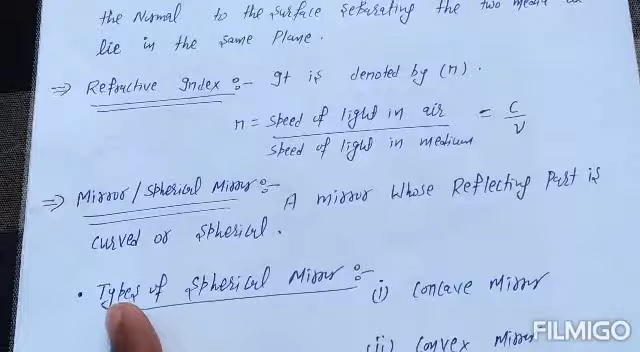 the Normal to the surface separating the two media
lie in the same Plane.
⇒ Refractive Index :- It is denoted by (n).
n = speed of light in air / speed of light in medium = c / v
⇒ Mirror / Spherical Mirror :- A mirror whose Reflecting Part is
curved or spherical.
• Types of Spherical Mirror :- (i) Concave Mirror
(ii) Convex Mirror
FILMIGO